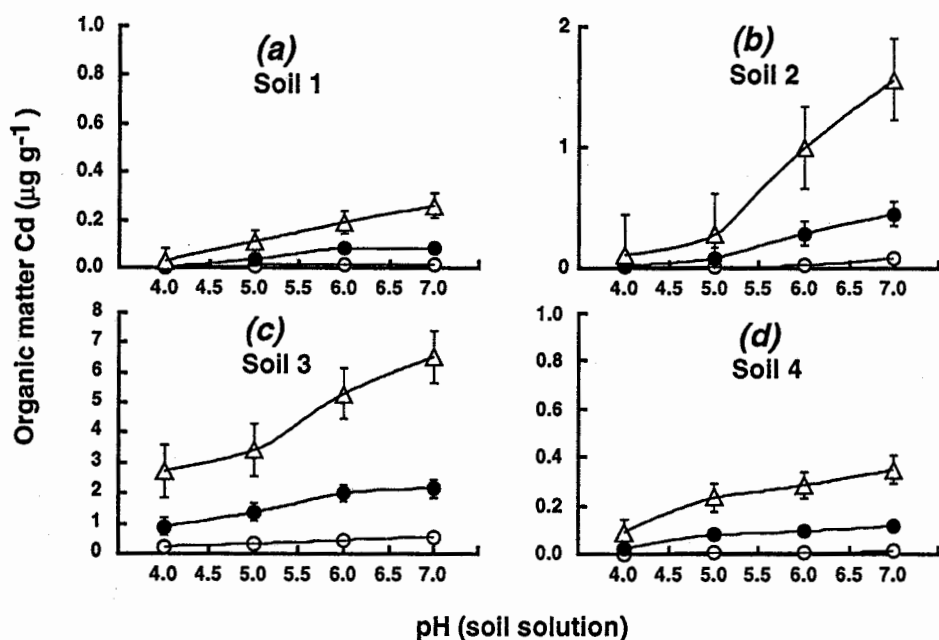 Organic matter Cd (µg g⁻¹)
(a)
Soil 1
1.0
0.8
0.6
0.4
0.2
0.0
4.0 4.5 5.0 5.5 6.0 6.5 7.0
(b)
Soil 2
2
1
0
4.0 4.5 5.0 5.5 6.0 6.5 7.0
(c)
Soil 3
8
7
6
5
4
3
2
1
0
4.0 4.5 5.0 5.5 6.0 6.5 7.0
(d)
Soil 4
1.0
0.8
0.6
0.4
0.2
0.0
4.0 4.5 5.0 5.5 6.0 6.5 7.0
pH (soil solution)